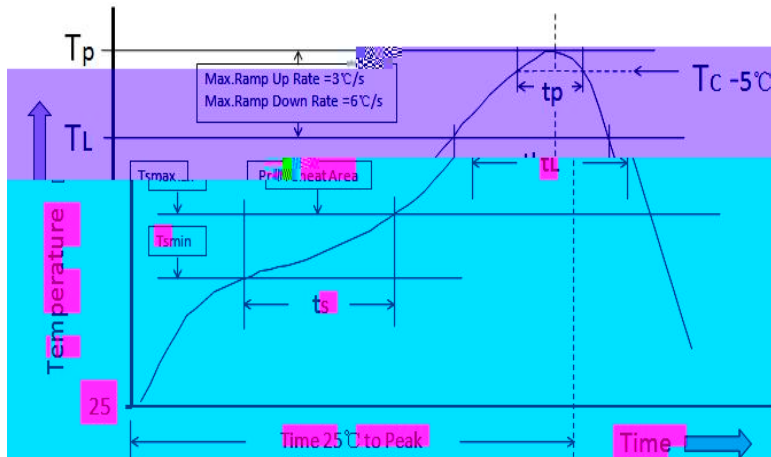 Tp
Max.Ramp Up Rate =3℃/s
Max.Ramp Down Rate =6℃/s
tp
TC -5℃
TL
Tsmax
Area
tL
Tsmin
Temperature
ts
25
Time 25℃ to Peak
Time